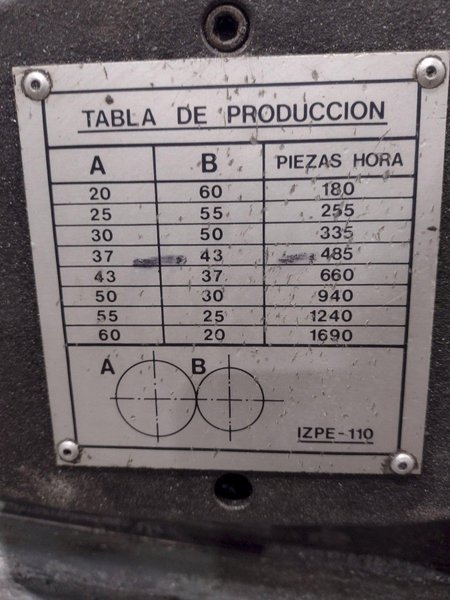 TABLA DE PRODUCCION
A B PIEZAS HORA
20 60 180
25 55 255
30 50 335
37 43 485
43 37 660
50 30 940
55 25 1240
60 20 1690
A B
IZPE-110